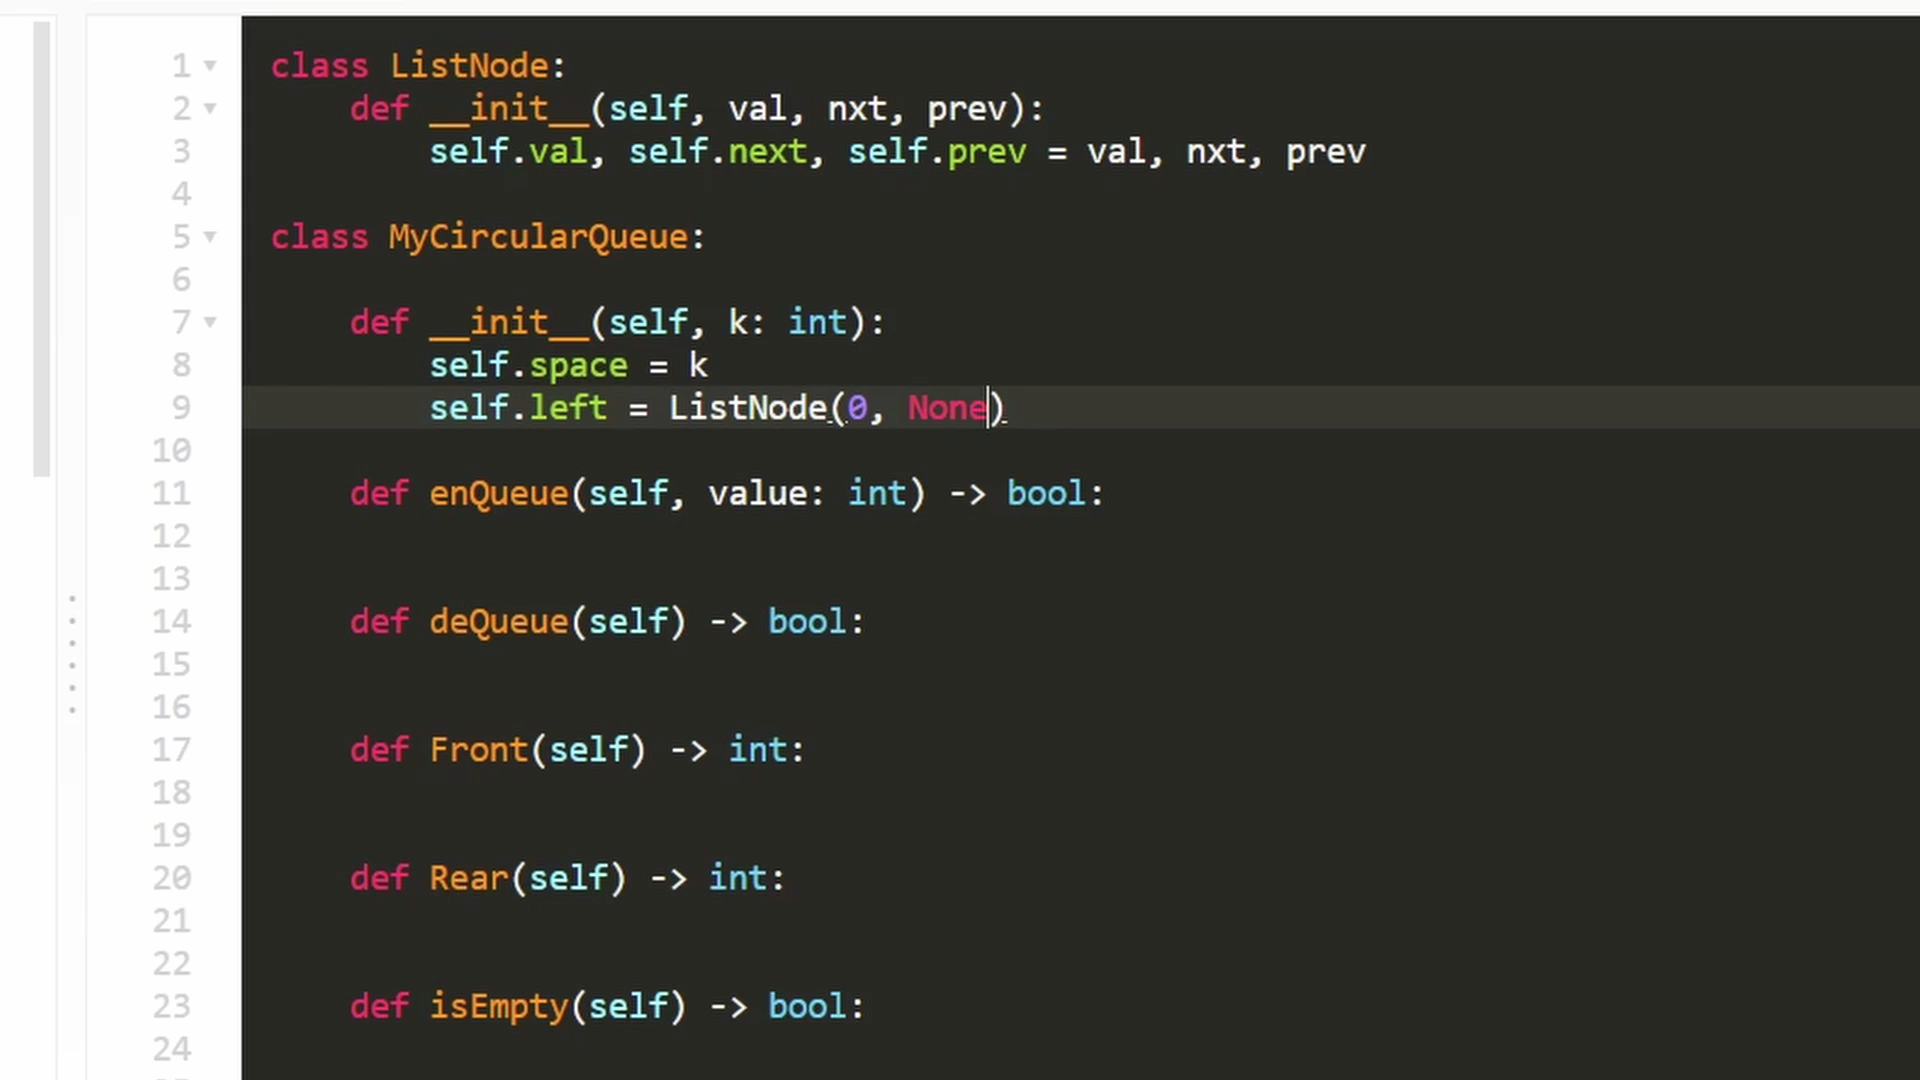 1 class ListNode:
2 def __init__(self, val, nxt, prev):
3 self.val, self.next, self.prev = val, nxt, prev
4
5 class MyCircularQueue:
6
7 def __init__(self, k: int):
8 self.space = k
9 self.left = ListNode(0, None)
10
11 def enQueue(self, value: int) -> bool:
12
13
14 def deQueue(self) -> bool:
15
16
17 def Front(self) -> int:
18
19
20 def Rear(self) -> int:
21
22
23 def isEmpty(self) -> bool:
24